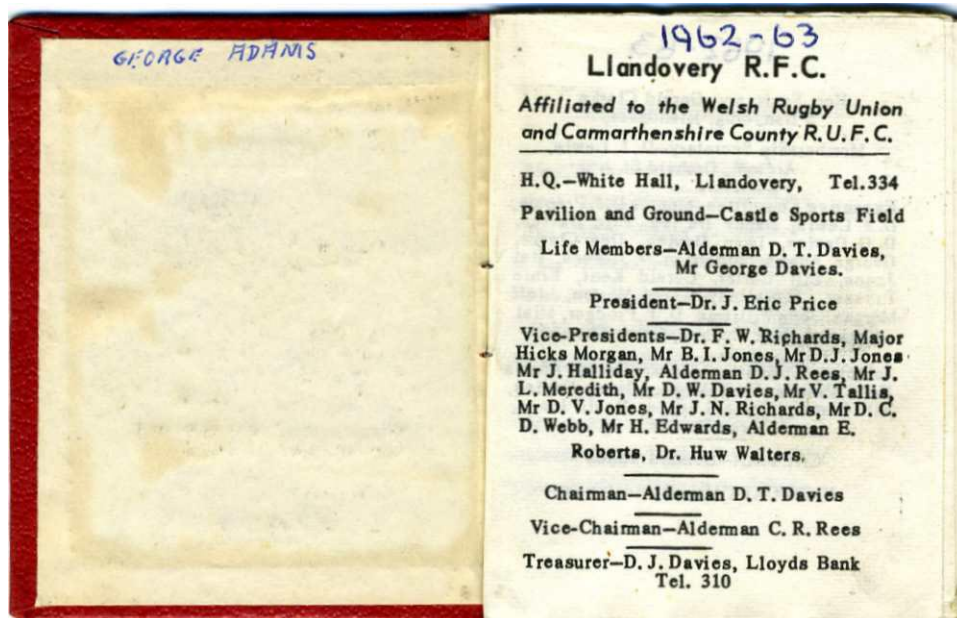 GEORGE ADAMS
1962-63
Llandovery R.F.C.
Affiliated to the Welsh Rugby Union
and Carmarthenshire County R.U.F.C.
H.Q.—White Hall, Llandovery, Tel.334
Pavilion and Ground—Castle Sports Field
Life Members—Alderman D. T. Davies,
Mr George Davies.
President—Dr. J. Eric Price
Vice-Presidents—Dr. F. W. Richards, Major
Hicks Morgan, Mr B. I. Jones, Mr D. J. Jones
Mr J. Halliday, Alderman D. J. Rees, Mr J.
L. Meredith, Mr D. W. Davies, Mr V. Tallis,
Mr D. V. Jones, Mr J. N. Richards, Mr D. C.
D. Webb, Mr H. Edwards, Alderman E.
Roberts, Dr. Huw Walters.
Chairman—Alderman D. T. Davies
Vice-Chairman—Alderman C. R. Rees
Treasurer—D. J. Davies, Lloyds Bank
Tel. 310